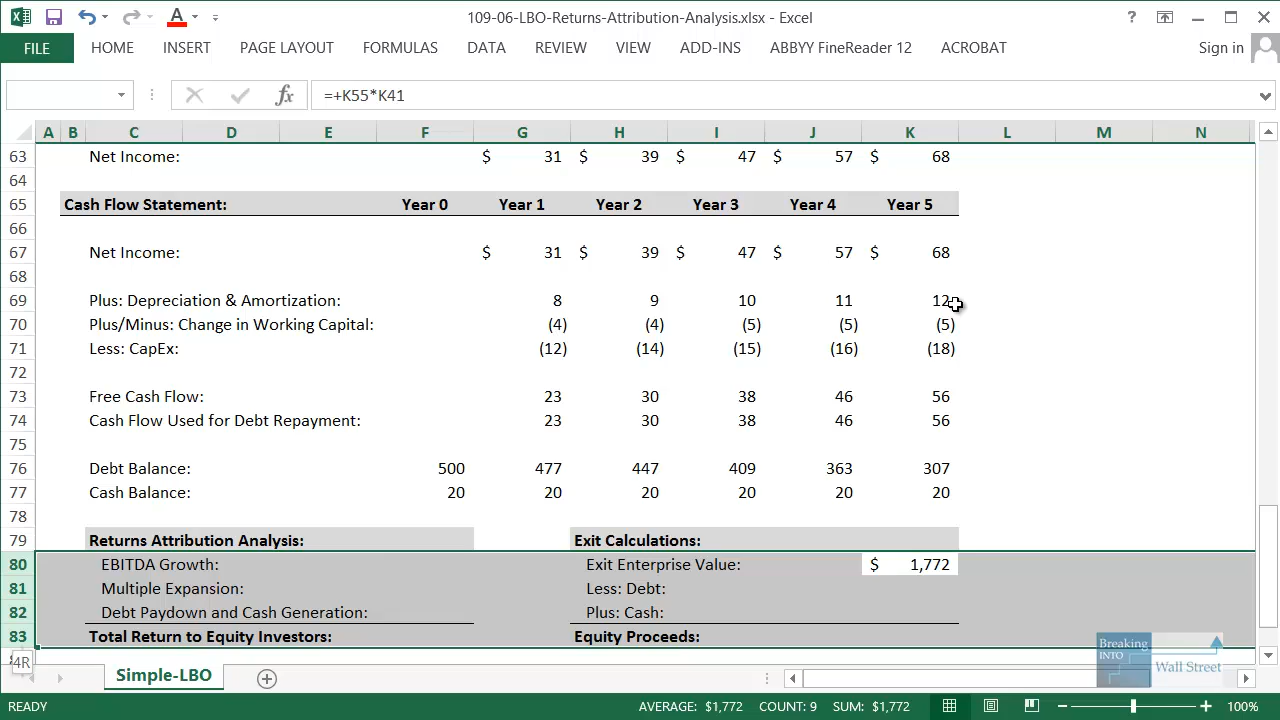 109-06-LBO-Returns-Attribution-Analysis.xlsx - Excel
FILE HOME INSERT PAGE LAYOUT FORMULAS DATA REVIEW VIEW ADD-INS ABBYY FineReader 12 ACROBAT Sign in
fx =+K55*K41
A B C D E F G H I J K L M N
63 Net Income: $ 31 $ 39 $ 47 $ 57 $ 68
64
65 Cash Flow Statement: Year 0 Year 1 Year 2 Year 3 Year 4 Year 5
66
67 Net Income: $ 31 $ 39 $ 47 $ 57 $ 68
68
69 Plus: Depreciation & Amortization: 8 9 10 11 12
70 Plus/Minus: Change in Working Capital: (4) (4) (5) (5) (5)
71 Less: CapEx: (12) (14) (15) (16) (18)
72
73 Free Cash Flow: 23 30 38 46 56
74 Cash Flow Used for Debt Repayment: 23 30 38 46 56
75
76 Debt Balance: 500 477 447 409 363 307
77 Cash Balance: 20 20 20 20 20 20
78
79 Returns Attribution Analysis: Exit Calculations:
80 EBITDA Growth: Exit Enterprise Value: $ 1,772
81 Multiple Expansion: Less: Debt:
82 Debt Paydown and Cash Generation: Plus: Cash:
83 Total Return to Equity Investors: Equity Proceeds:
4R
Breaking
INTO
Wall Street
Simple-LBO
READY AVERAGE: $1,772 COUNT: 9 SUM: $1,772 100%